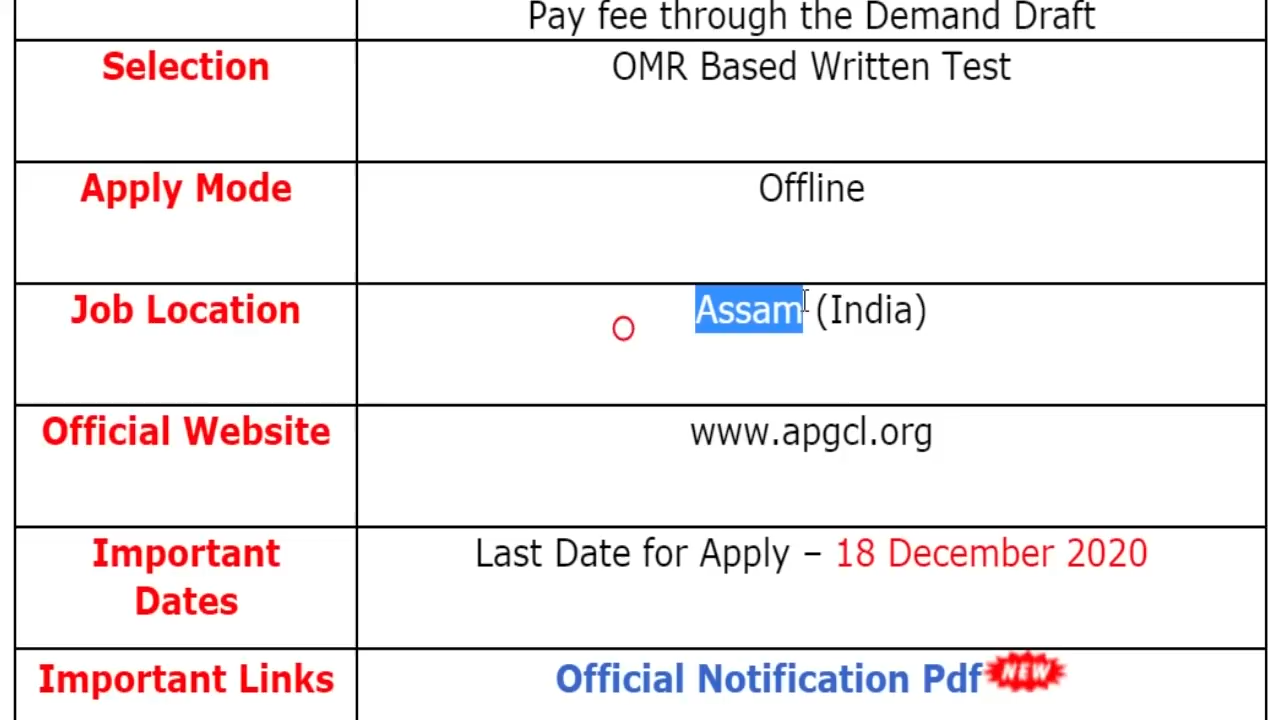 Pay fee through the Demand Draft
Selection
OMR Based Written Test
Apply Mode
Offline
Job Location
Assam (India)
Official Website
www.apgcl.org
Important
Dates
Last Date for Apply – 18 December 2020
Important Links
Official Notification Pdf NEW